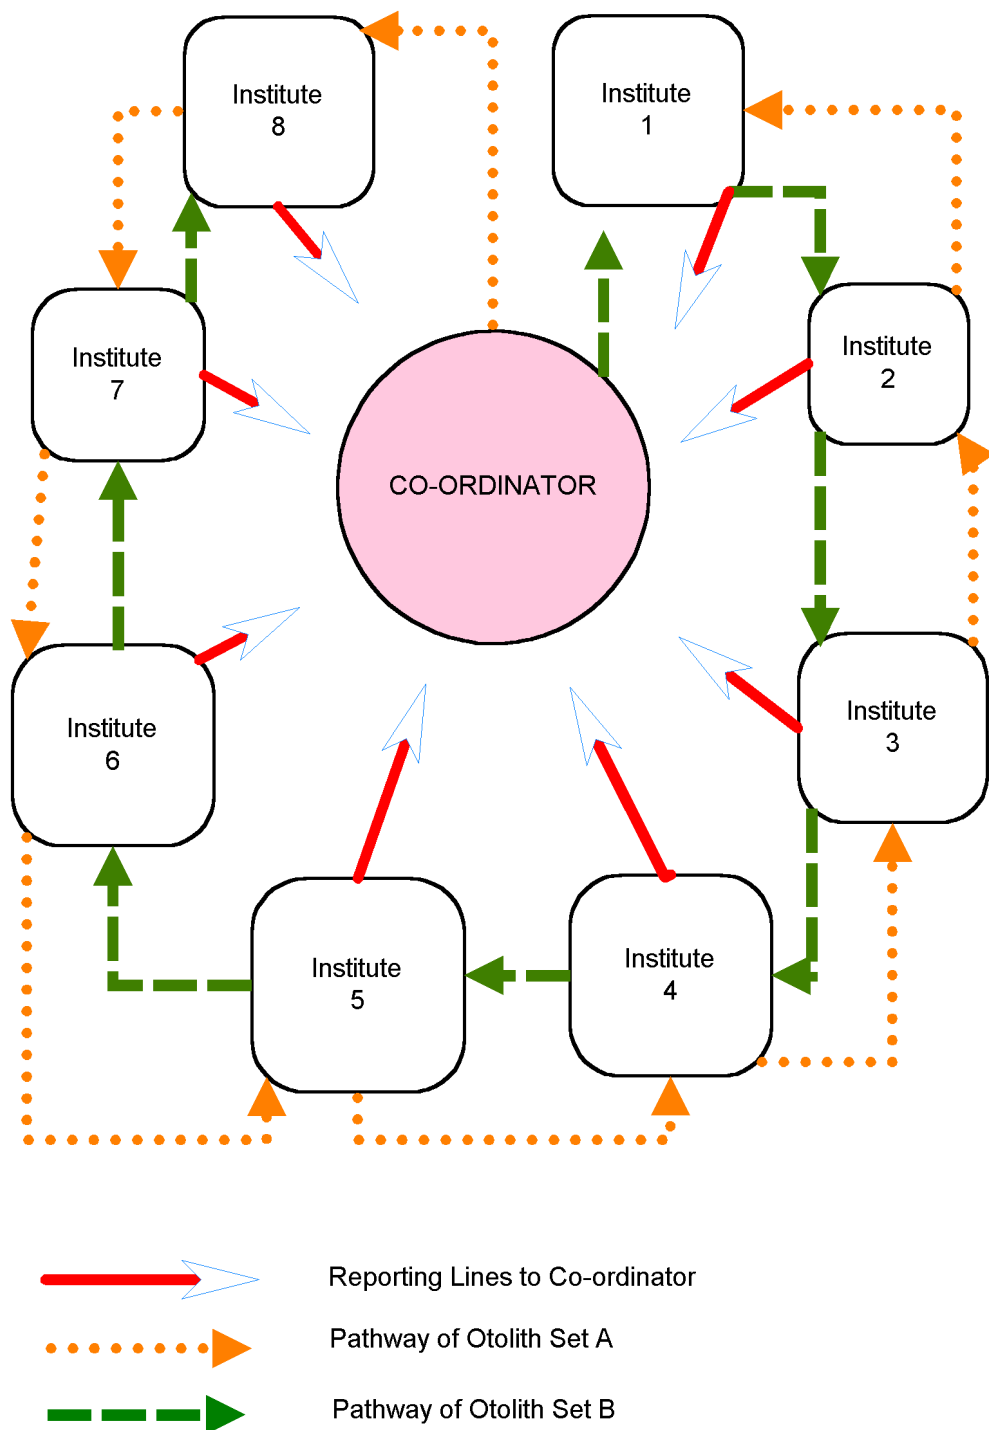 Institute
8
Institute
1
Institute
7
Institute
2
CO-ORDINATOR
Institute
6
Institute
3
Institute
5
Institute
4
Reporting Lines to Co-ordinator
Pathway of Otolith Set A
Pathway of Otolith Set B